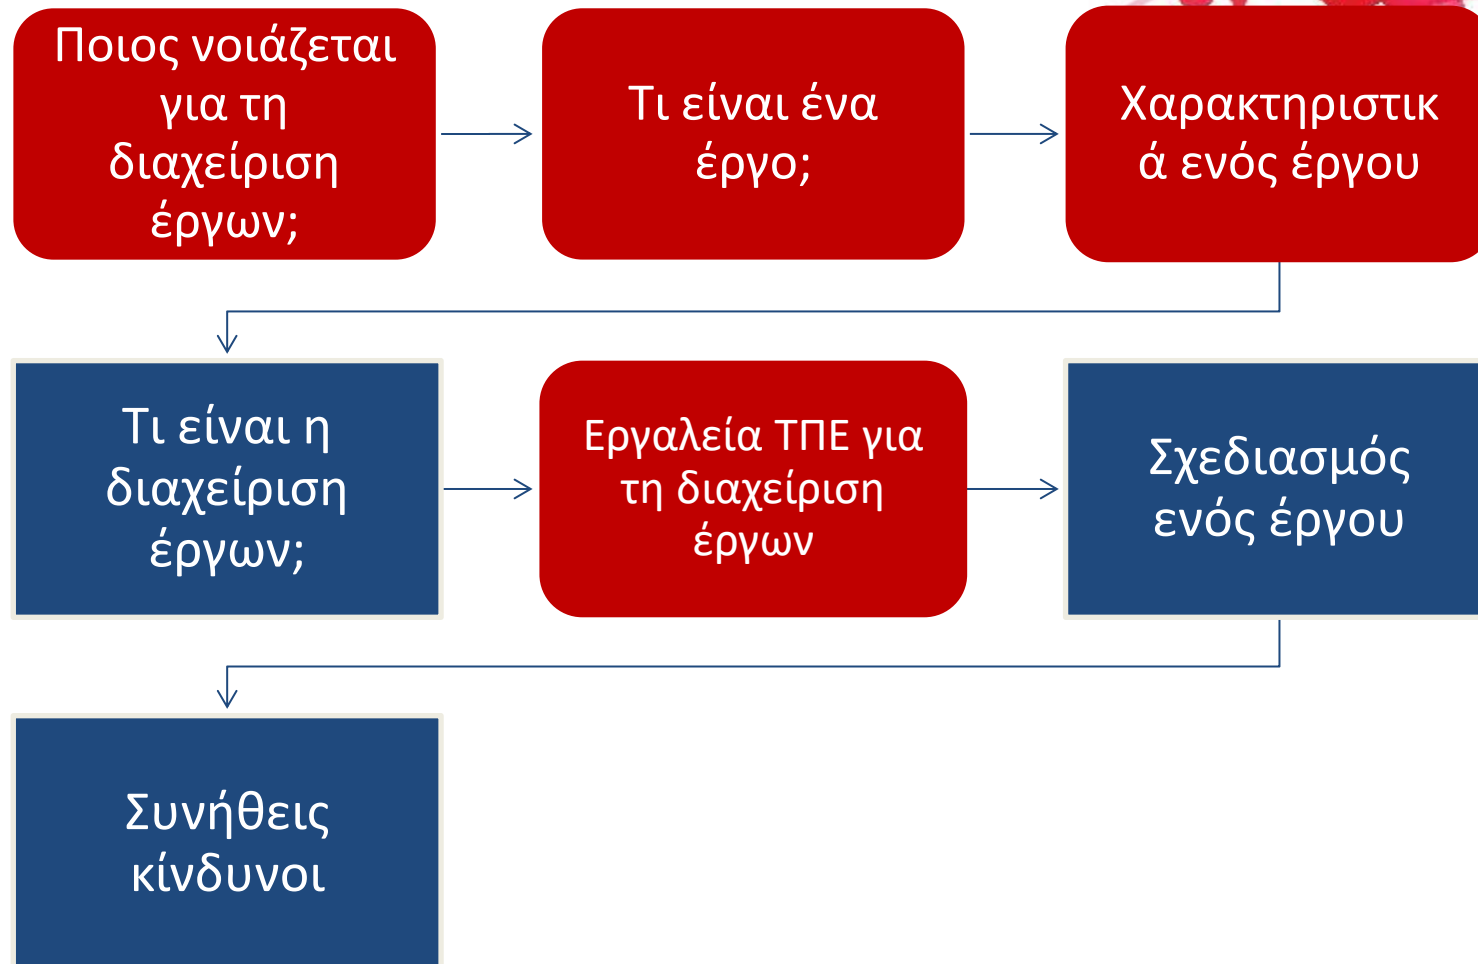 Ποιος νοιάζεται
για τη
διαχείριση
έργων;
Τι είναι ένα
έργο;
Χαρακτηριστικ
ά ενός έργου
Τι είναι η
διαχείριση
έργων;
Εργαλεία ΤΠΕ για
τη διαχείριση
έργων
Σχεδιασμός
ενός έργου
Συνήθεις
κίνδυνοι